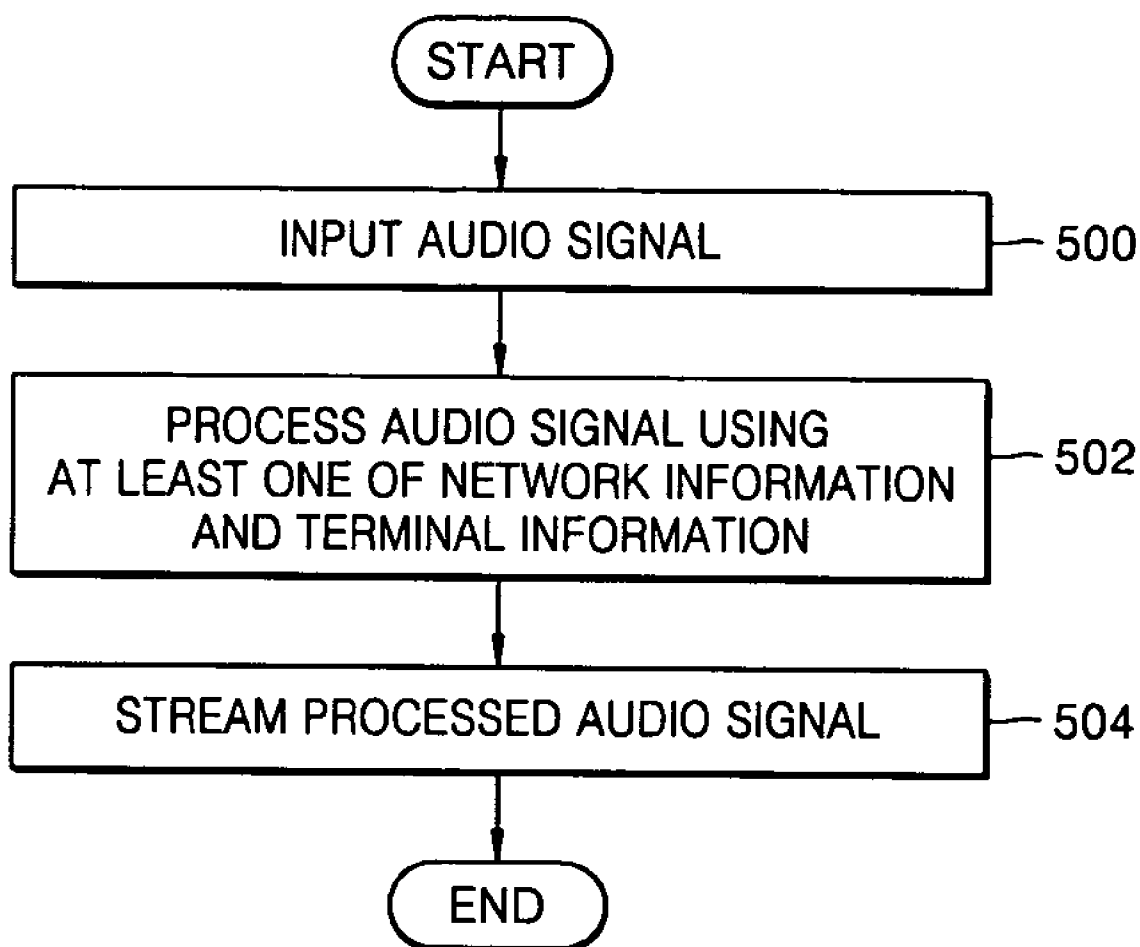 START
INPUT AUDIO SIGNAL
500
PROCESS AUDIO SIGNAL USING
AT LEAST ONE OF NETWORK INFORMATION
AND TERMINAL INFORMATION
502
STREAM PROCESSED AUDIO SIGNAL
504
END